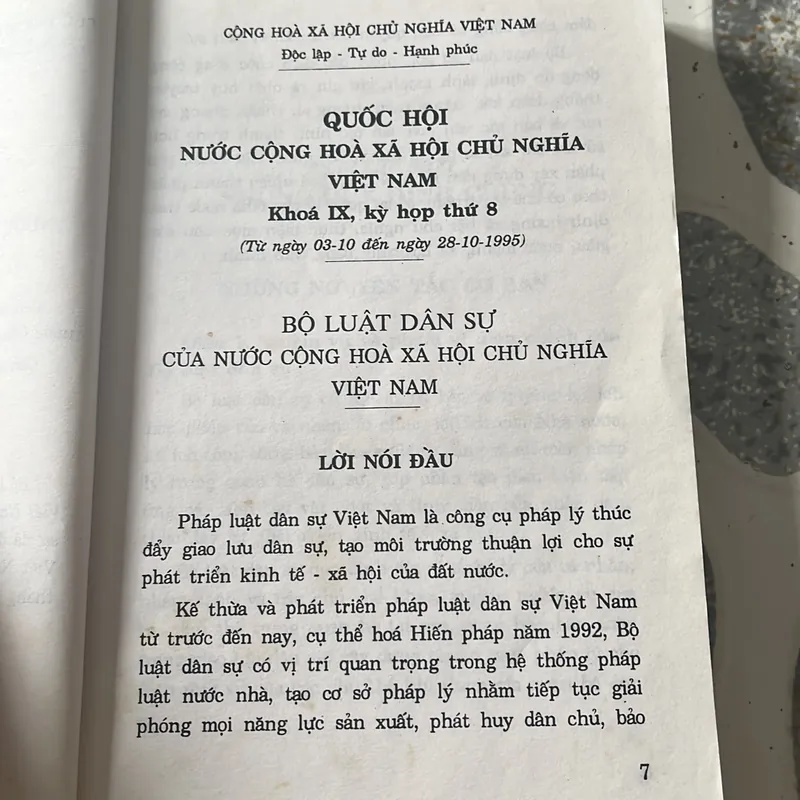 CỘNG HOÀ XÃ HỘI CHỦ NGHĨA VIỆT NAM
Độc lập - Tự do - Hạnh phúc
QUỐC HỘI
NƯỚC CỘNG HOÀ XÃ HỘI CHỦ NGHĨA
VIỆT NAM
Khoá IX, kỳ họp thứ 8
(Từ ngày 03-10 đến ngày 28-10-1995)
BỘ LUẬT DÂN SỰ
CỦA NƯỚC CỘNG HOÀ XÃ HỘI CHỦ NGHĨA
VIỆT NAM
LỜI NÓI ĐẦU
Pháp luật dân sự Việt Nam là công cụ pháp lý thúc
đẩy giao lưu dân sự, tạo môi trường thuận lợi cho sự
phát triển kinh tế - xã hội của đất nước.
Kế thừa và phát triển pháp luật dân sự Việt Nam
từ trước đến nay, cụ thể hoá Hiến pháp năm 1992, Bộ
luật dân sự có vị trí quan trọng trong hệ thống pháp
luật nước nhà, tạo cơ sở pháp lý nhằm tiếp tục giải
phóng mọi năng lực sản xuất, phát huy dân chủ, bảo
7